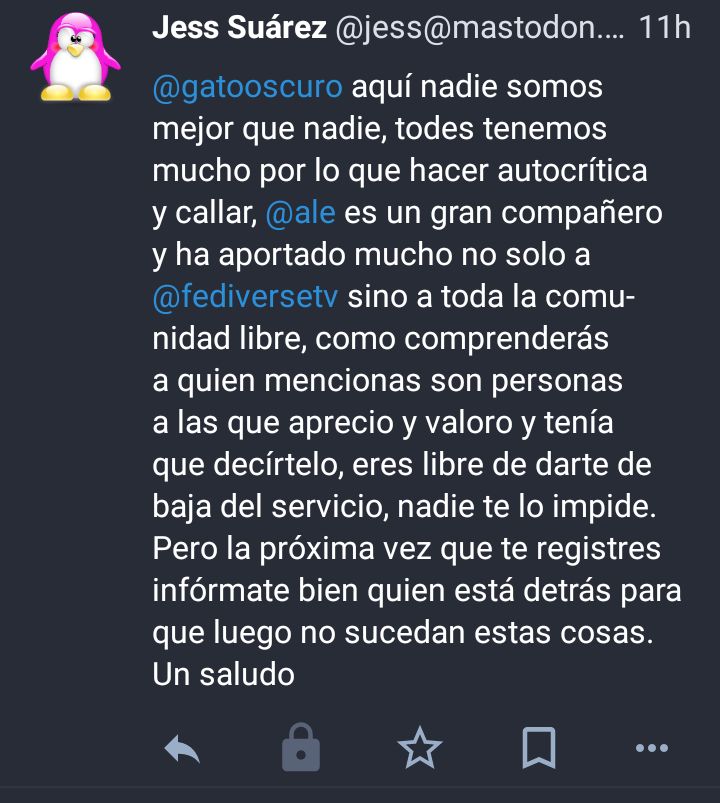 Jess Suárez @jess@mastodon.... 11h
@gatooscuro aquí nadie somos
mejor que nadie, todes tenemos
mucho por lo que hacer autocrítica
y callar, @ale es un gran compañero
y ha aportado mucho no solo a
@fediversetv sino a toda la comu-
nidad libre, como comprenderás
a quien mencionas son personas
a las que aprecio y valoro y tenía
que decírtelo, eres libre de darte de
baja del servicio, nadie te lo impide.
Pero la próxima vez que te registres
infórmate bien quien está detrás para
que luego no sucedan estas cosas.
Un saludo